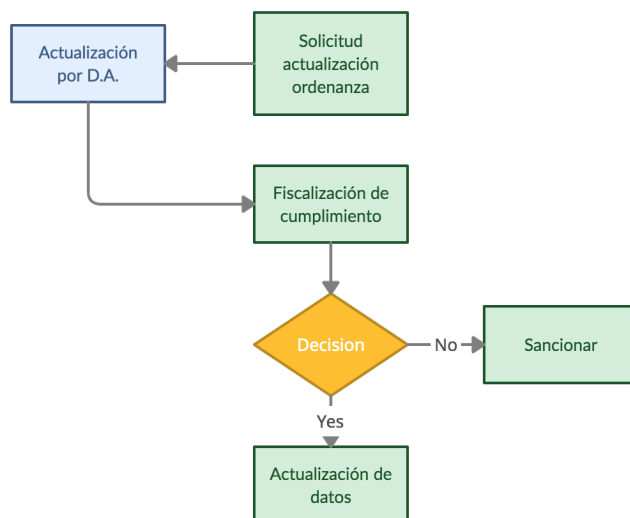 Solicitud
actualización
ordenanza
Actualización
por D.A.
Fiscalización de
cumplimiento
Decision
No
Sancionar
Yes
Actualización de
datos